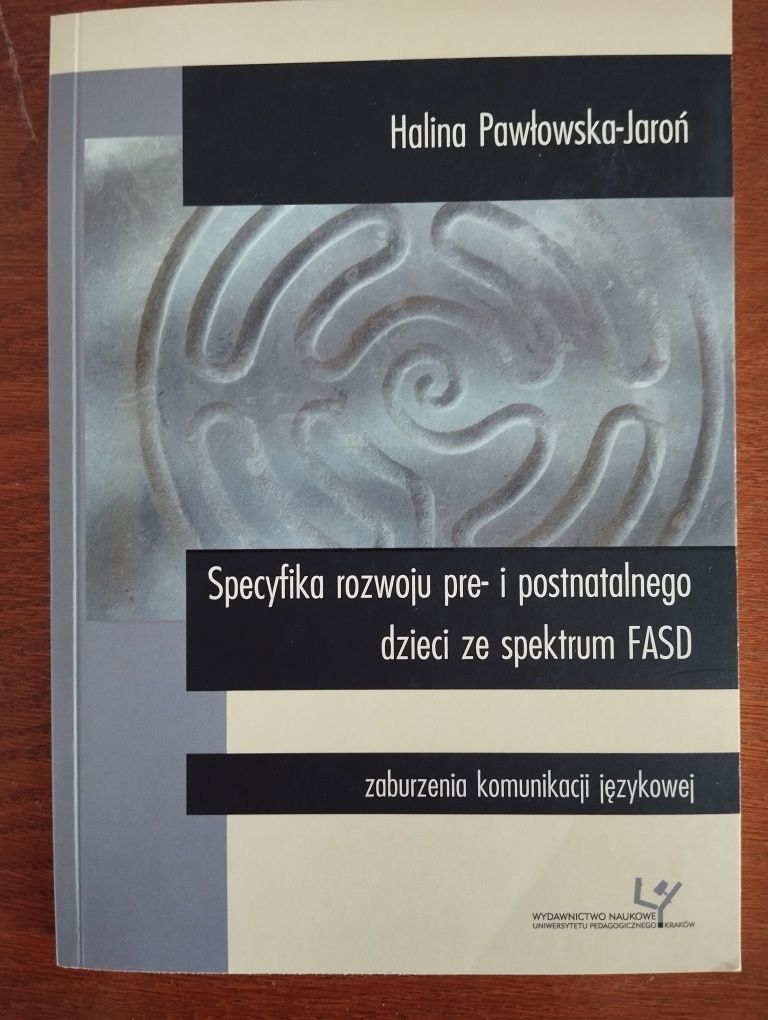 Halina Pawłowska-Jaroń
Specyfika rozwoju pre- i postnatalnego
dzieci ze spektrum FASD
zaburzenia komunikacji językowej
WYDAWNICTWO NAUKOWE
UNIWERSYTETU PEDAGOGICZNEGO KRAKÓW